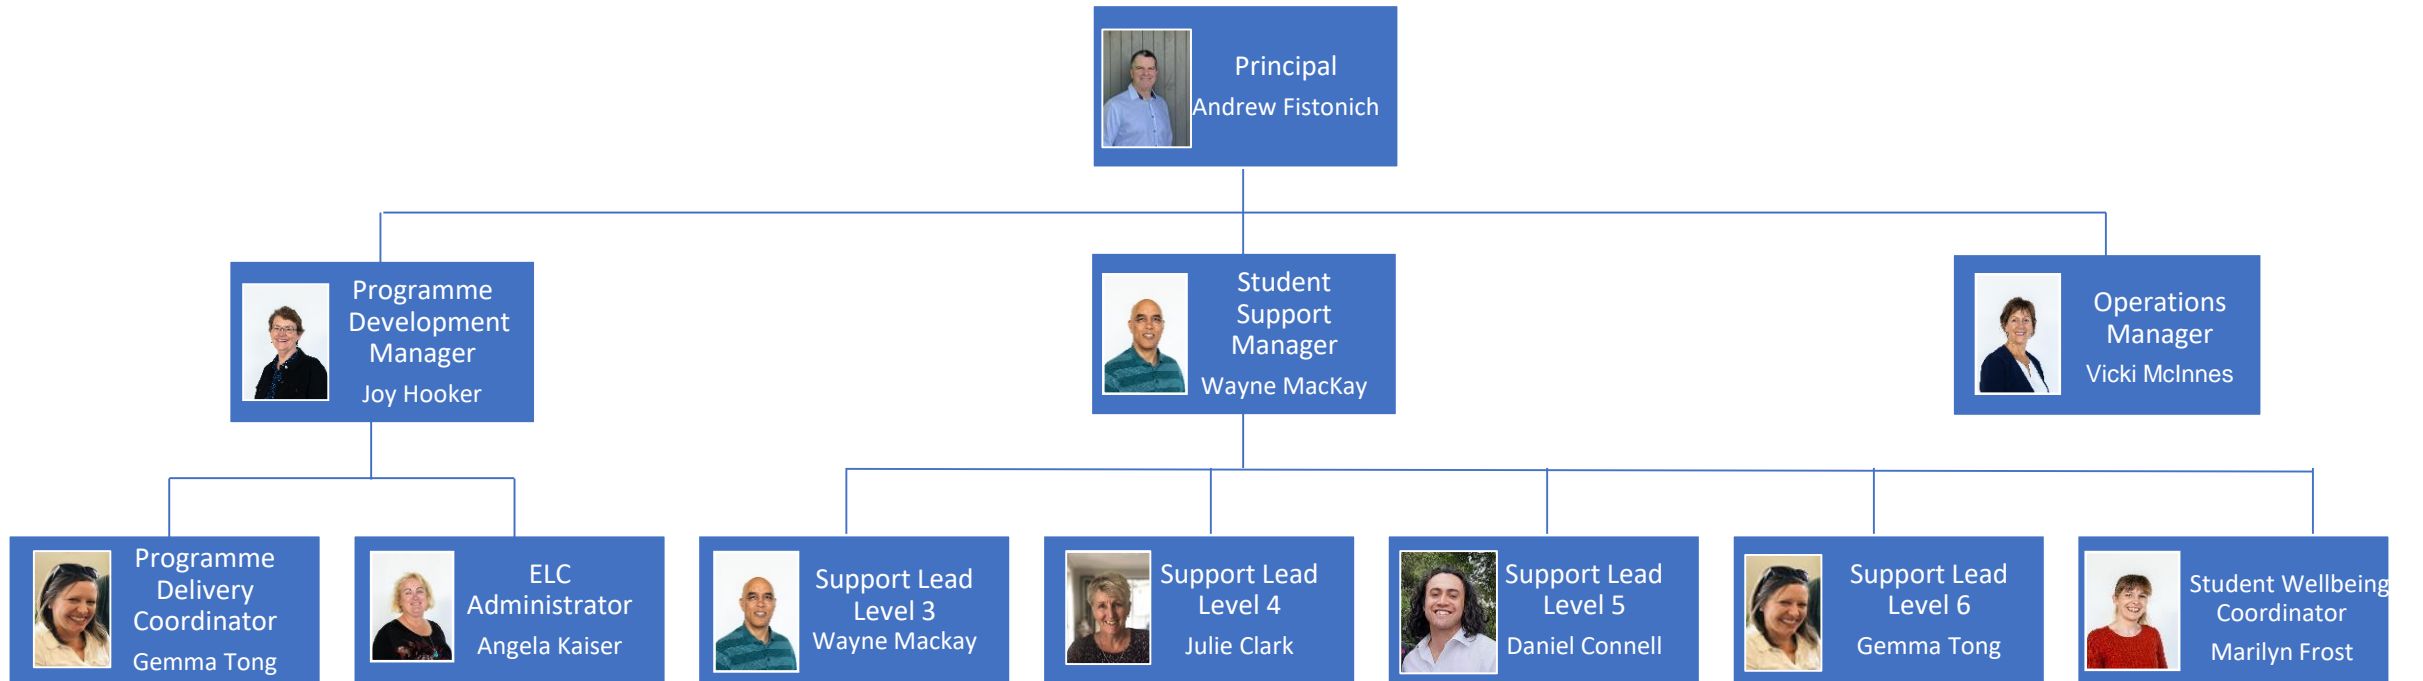 Principal
Andrew Fistonich
Programme
Development
Manager
Joy Hooker
Student
Support
Manager
Wayne MacKay
Operations
Manager
Vicki McInnes
Programme
Delivery
Coordinator
Gemma Tong
ELC
Administrator
Angela Kaiser
Support Lead
Level 3
Wayne Mackay
Support Lead
Level 4
Julie Clark
Support Lead
Level 5
Daniel Connell
Support Lead
Level 6
Gemma Tong
Student Wellbeing
Coordinator
Marilyn Frost